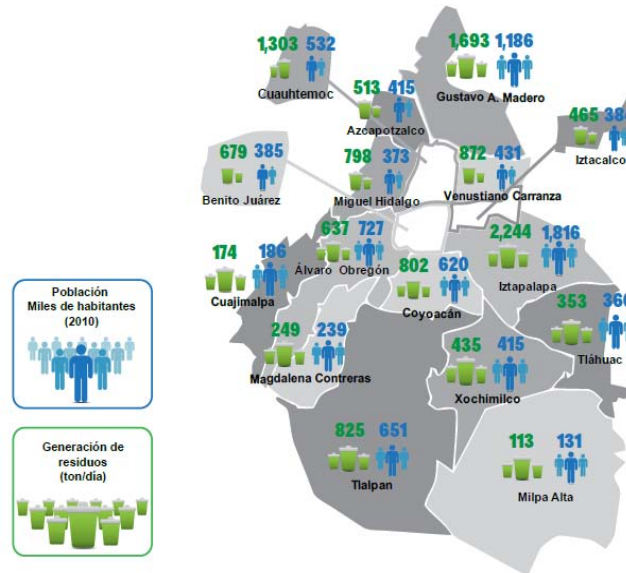 1,303 532
Cuauhtemoc
1,693 1,186
Gustavo A. Madero
513 415
Azcapotzalco
465
Iztacalco
679 385
Benito Juárez
798 373
Miguel Hidalgo
872 431
Venustiano Carranza
637 727
Álvaro Obregón
2,244 1,816
Iztapalapa
174 186
Cuajimalpa
802 620
Coyoacán
353
Tláhuac
249 239
Magdalena Contreras
435 415
Xochimilco
825 651
Tlalpan
113 131
Milpa Alta
Población
Miles de habitantes
(2010)
Generación de
residuos
(ton/día)